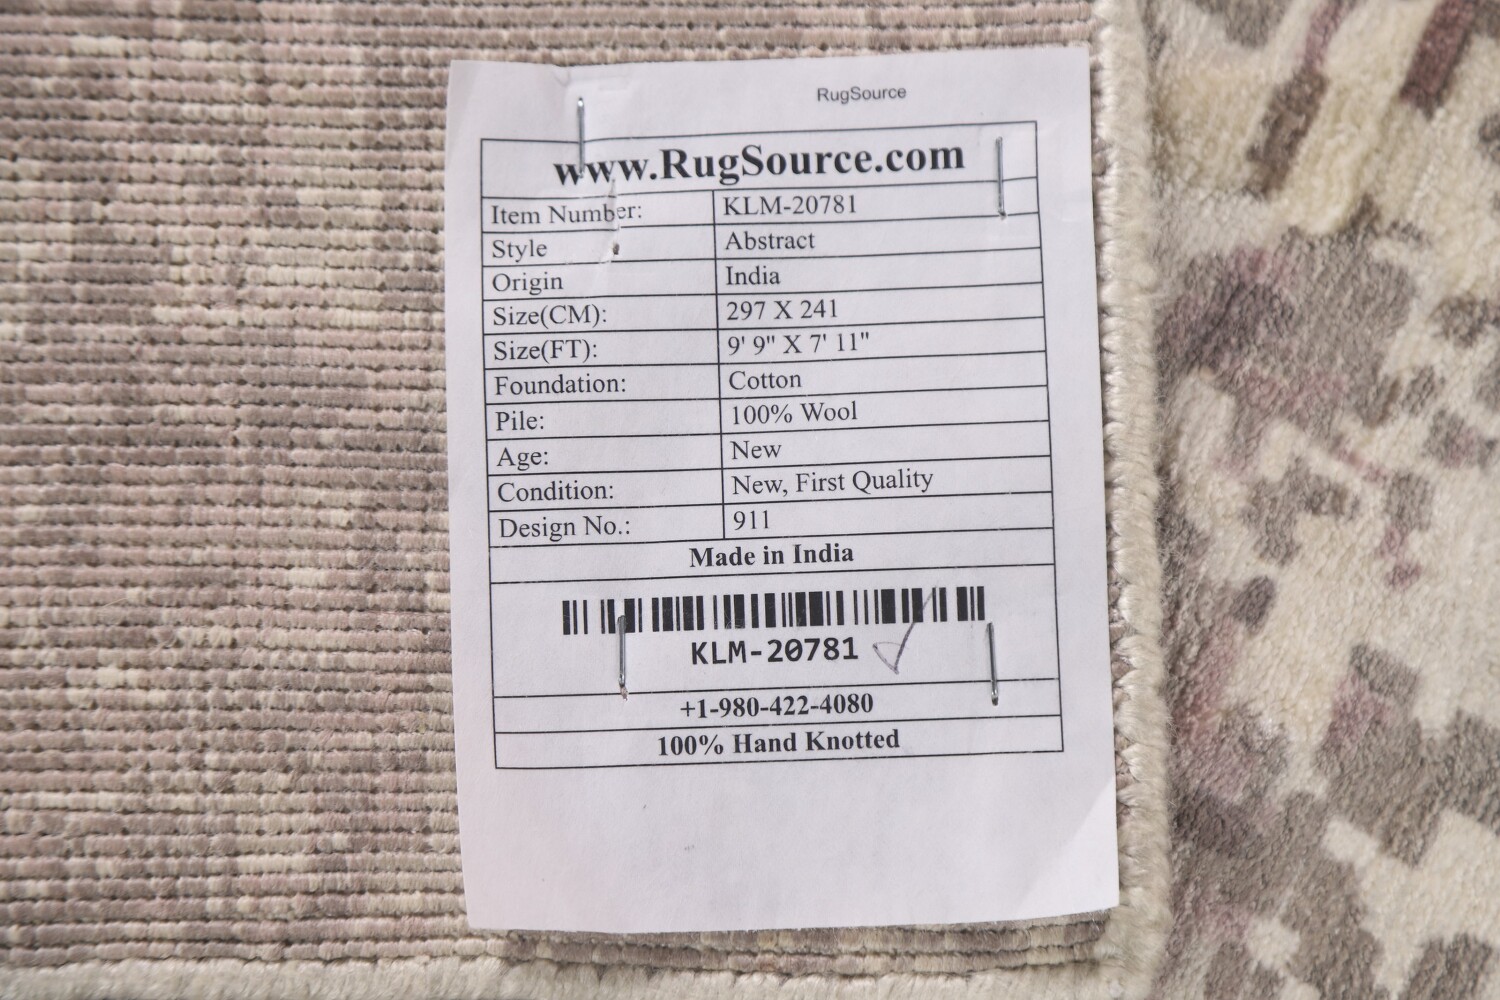 RugSource
www.RugSource.com
Item Number: KLM-20781
Style Abstract
Origin India
Size(CM): 297 X 241
Size(FT): 9' 9" X 7' 11"
Foundation: Cotton
Pile: 100% Wool
Age: New
Condition: New, First Quality
Design No.: 911
Made in India
KLM-20781
+1-980-422-4080
100% Hand Knotted